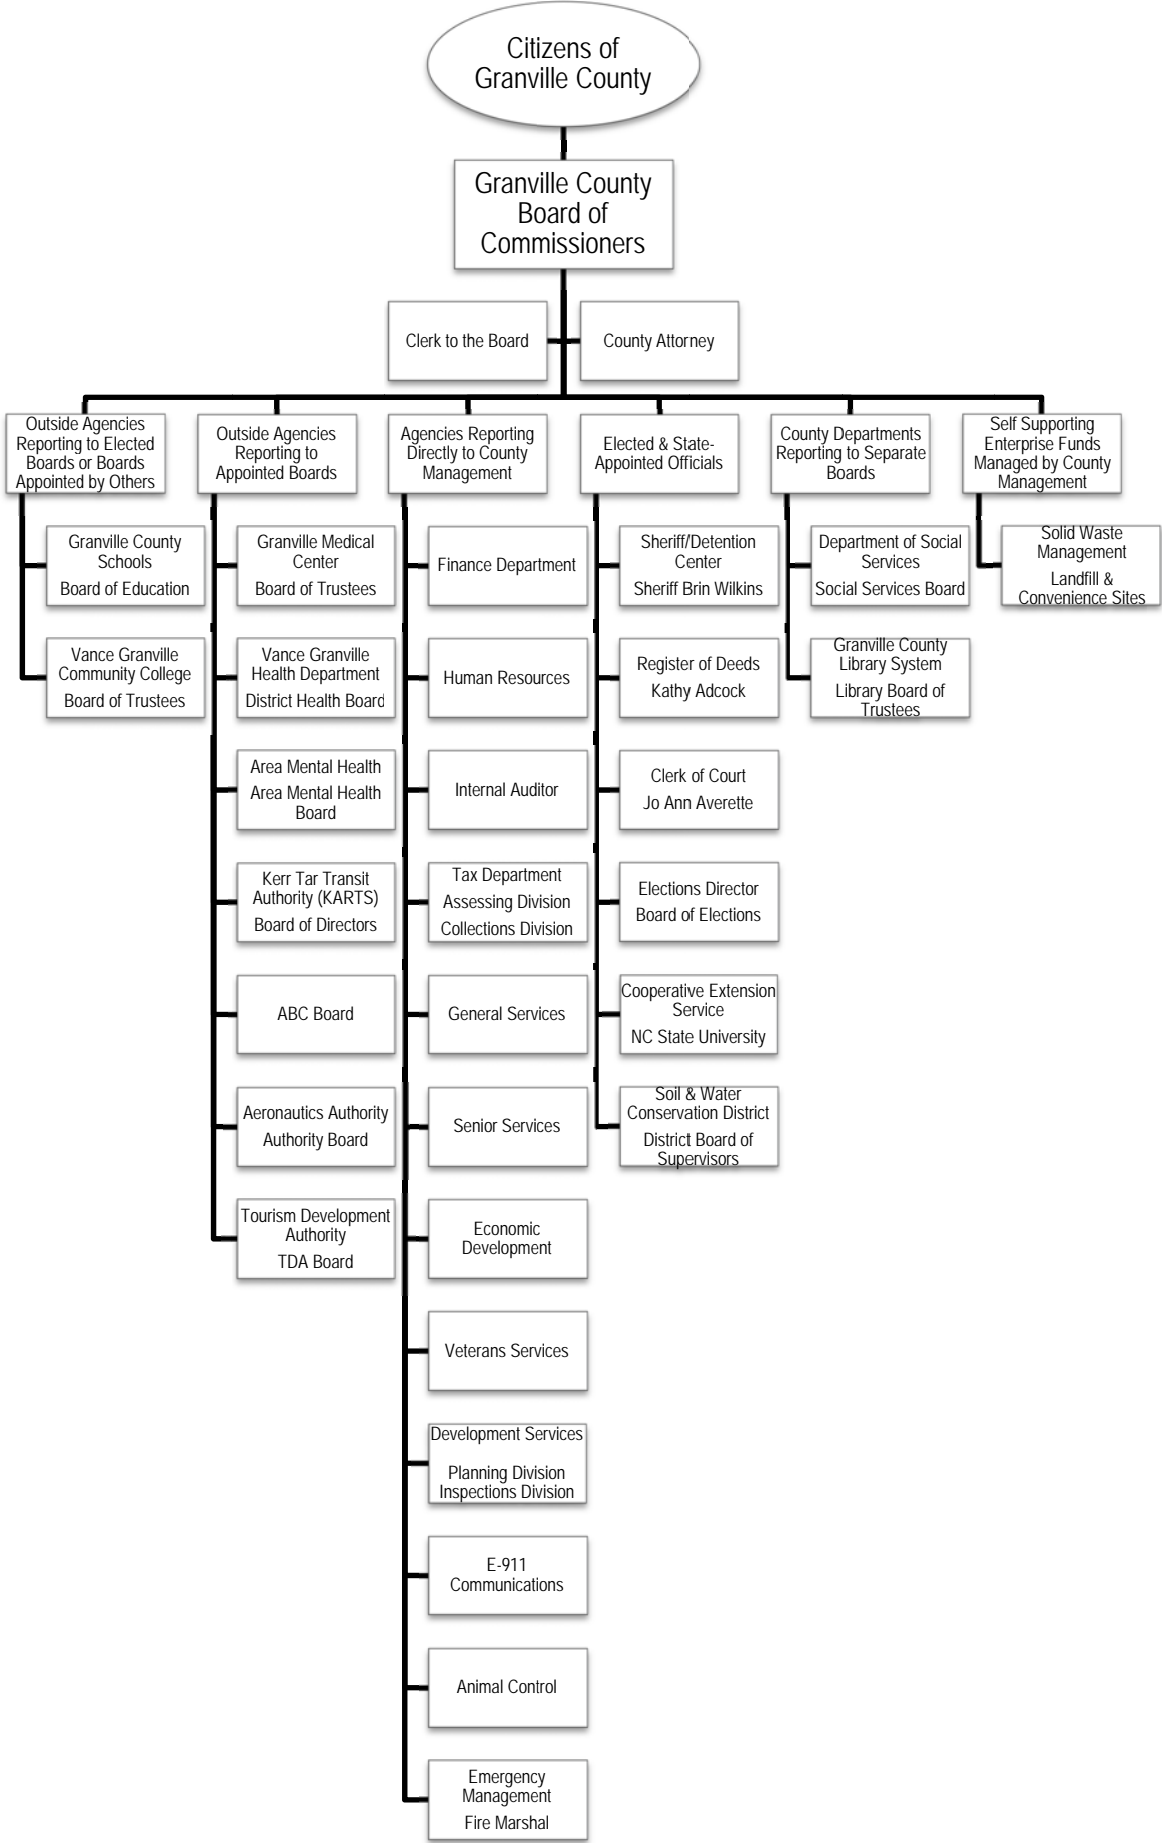 Citizens of
Granville County
Granville County
Board of
Commissioners
Clerk to the Board
County Attorney
Outside Agencies
Reporting to Elected
Boards or Boards
Appointed by Others
Granville County
Schools
Board of Education
Vance Granville
Community College
Board of Trustees
Outside Agencies
Reporting to
Appointed Boards
Granville Medical
Center
Board of Trustees
Vance Granville
Health Department
District Health Board
Area Mental Health
Area Mental Health
Board
Kerr Tar Transit
Authority (KARTS)
Board of Directors
ABC Board
Aeronautics Authority
Authority Board
Tourism Development
Authority
TDA Board
Agencies Reporting
Directly to County
Management
Finance Department
Human Resources
Internal Auditor
Tax Department
Assessing Division
Collections Division
General Services
Senior Services
Economic
Development
Veterans Services
Development Services
Planning Division
Inspections Division
E-911
Communications
Animal Control
Emergency
Management
Fire Marshal
Elected & State-
Appointed Officials
Sheriff/Detention
Center
Sheriff Brin Wilkins
Register of Deeds
Kathy Adcock
Clerk of Court
Jo Ann Averette
Elections Director
Board of Elections
Cooperative Extension
Service
NC State University
Soil & Water
Conservation District
District Board of
Supervisors
County Departments
Reporting to Separate
Boards
Department of Social
Services
Social Services Board
Granville County
Library System
Library Board of
Trustees
Self Supporting
Enterprise Funds
Managed by County
Management
Solid Waste
Management
Landfill &
Convenience Sites